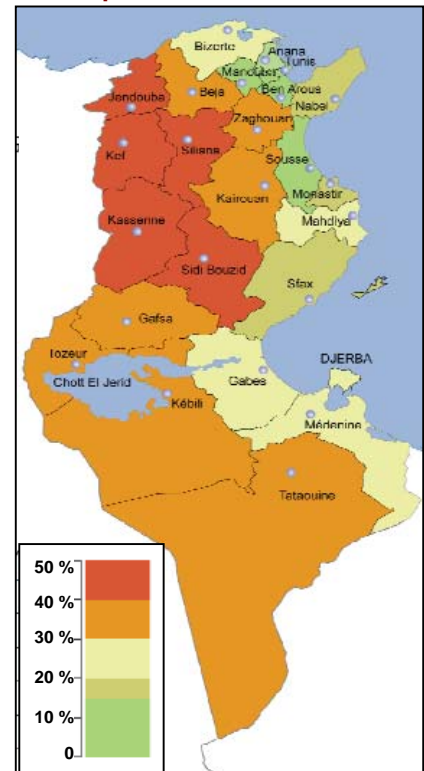 Bizerte
Ariana
Tunis
Manouba
Ben Arous
Nabel
Jendouba
Beja
Zaghouan
Kef
Siliana
Sousse
Kairouan
Monastir
Mahdiya
Kasserine
Sidi Bouzid
Sfax
Gafsa
Tozeur
DJERBA
Chott El Jerid
Gabes
Kébili
Médenine
Tataouine
50 %
40 %
30 %
20 %
10 %
0